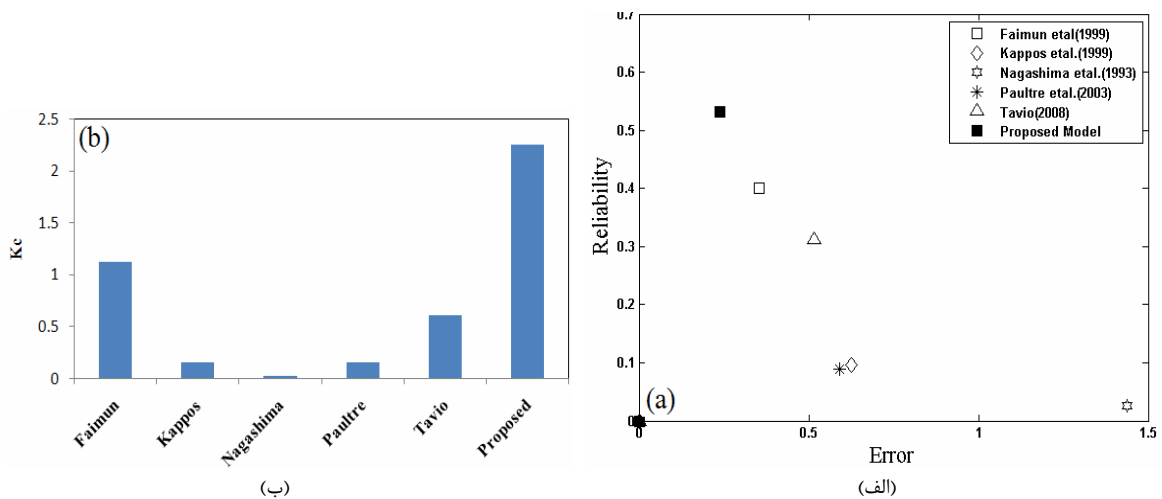 (b)
2.5
2
1.5
1
0.5
0
Kc
Faimun
Kappos
Nagashima
Paultre
Tavio
Proposed
(ب)
0.7
0.6
0.5
0.4
0.3
0.2
0.1
0
Reliability
Faimun etal(1999)
Kappos etal.(1999)
Nagashima etal.(1993)
Paultre etal.(2003)
Tavio(2008)
Proposed Model
(a)
0
0.5
1
1.5
Error
(الف)